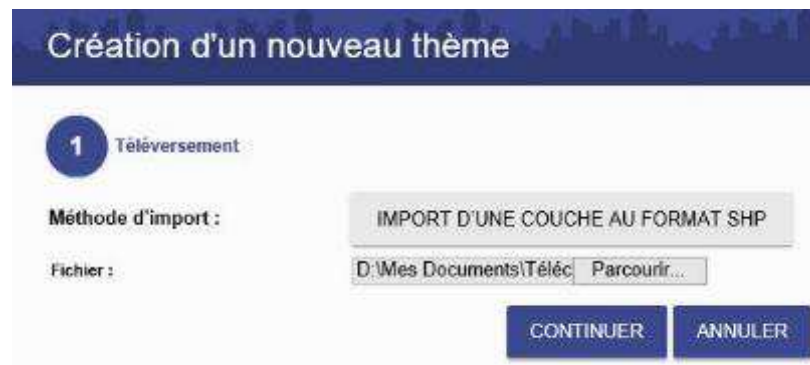 Création d'un nouveau thème
1 Téléversement
Méthode d'import : IMPORT D'UNE COUCHE AU FORMAT SHP
Fichier : D:\Mes Documents\Téléc Parcourir...
CONTINUER ANNULER